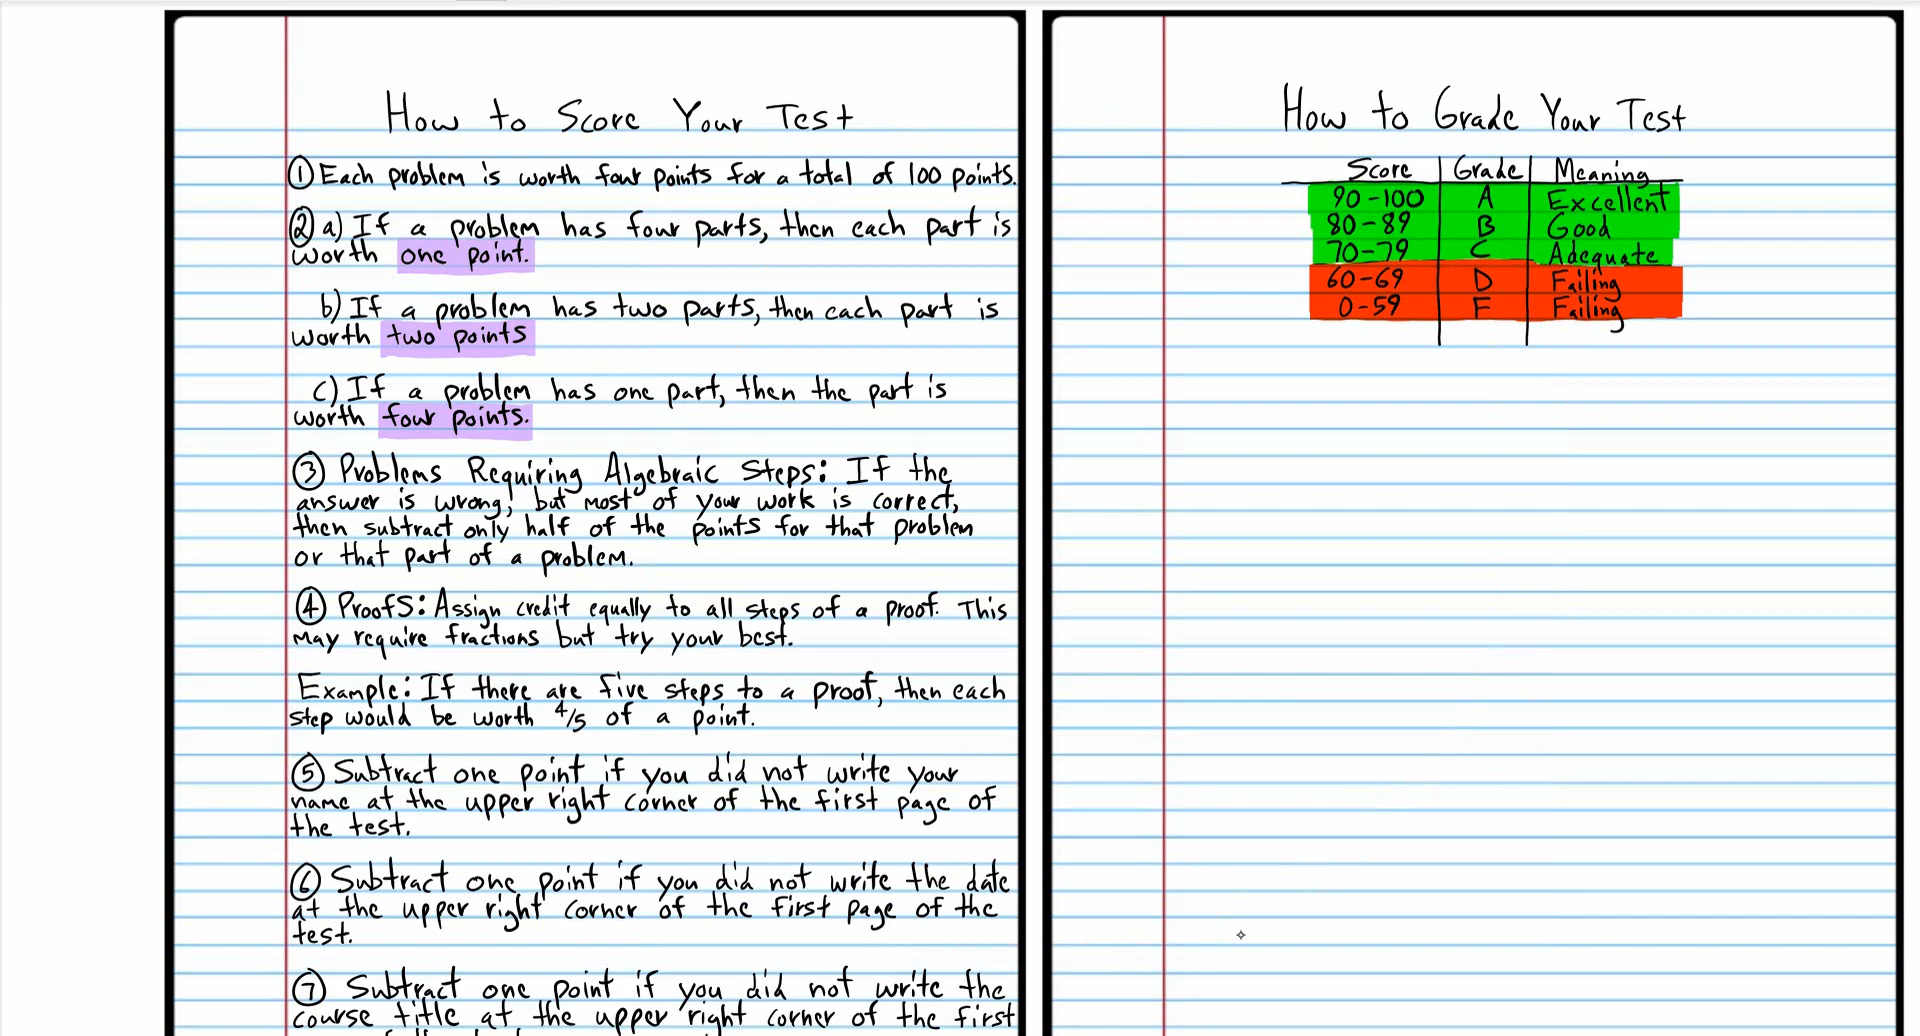 How to Score Your Test
① Each problem is worth four points for a total of 100 points.
② a) If a problem has four parts, then each part is
worth one point.
b) If a problem has two parts, then each part is
worth two points
c) If a problem has one part, then the part is
worth four points.
③ Problems Requiring Algebraic Steps: If the
answer is wrong, but most of your work is correct,
then subtract only half of the points for that problem
or that part of a problem.
④ Proofs: Assign credit equally to all steps of a proof. This
may require fractions but try your best.
Example: If there are five steps to a proof, then each
step would be worth 4/5 of a point.
⑤ Subtract one point if you did not write your
name at the upper right corner of the first page of
the test.
⑥ Subtract one point if you did not write the date
at the upper right corner of the first page of the
test.
⑦ Subtract one point if you did not write the
course title at the upper right corner of the first
How to Grade Your Test
Score Grade Meaning
90-100 A Excellent
80-89 B Good
70-79 C Adequate
60-69 D Failing
0-59 F Failing